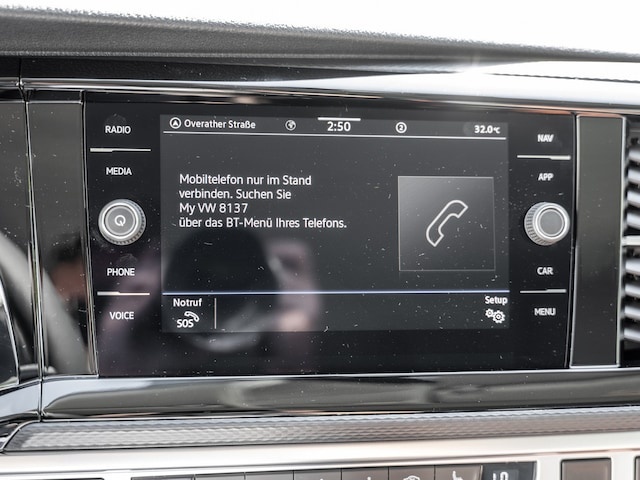 RADIO
MEDIA
PHONE
VOICE
Overather Straße
2:50
2
32.0°C
Mobiltelefon nur im Stand
verbinden. Suchen Sie
My VW 8137
über das BT-Menü Ihres Telefons.
Notruf
SOS
Setup
NAV
APP
CAR
MENU